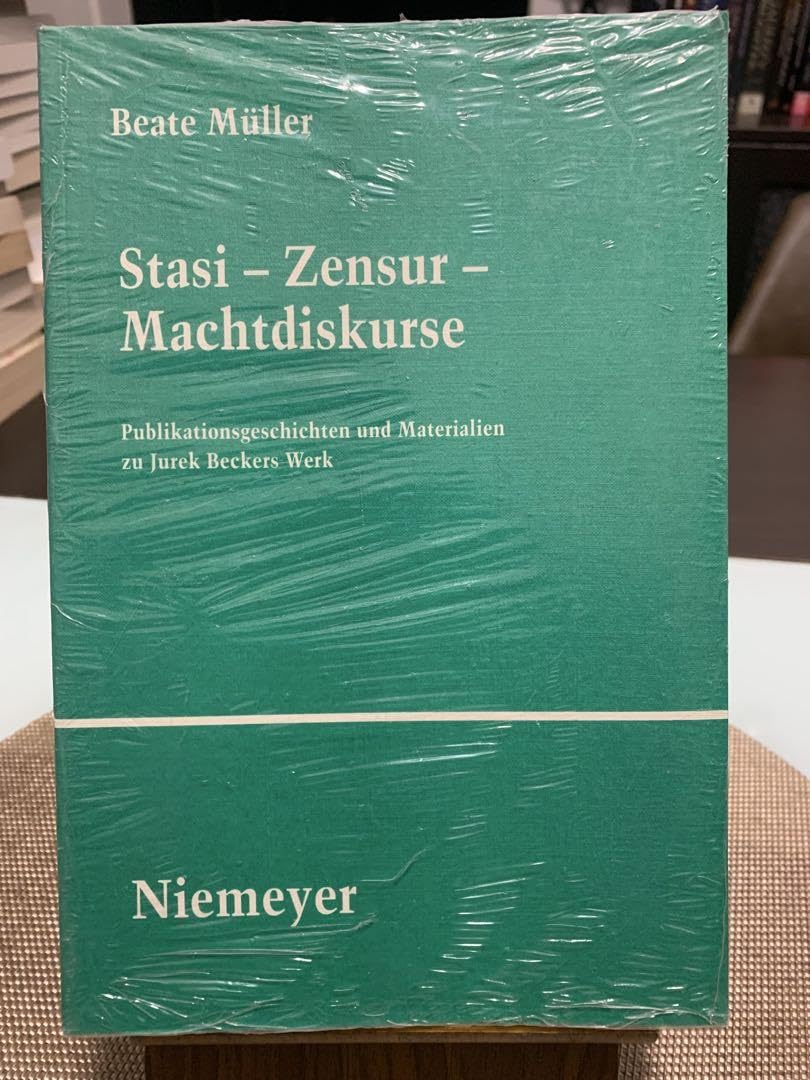 Beate Müller
Stasi – Zensur –
Machtdiskurse
Publikationsgeschichten und Materialien
zu Jurek Beckers Werk
Niemeyer